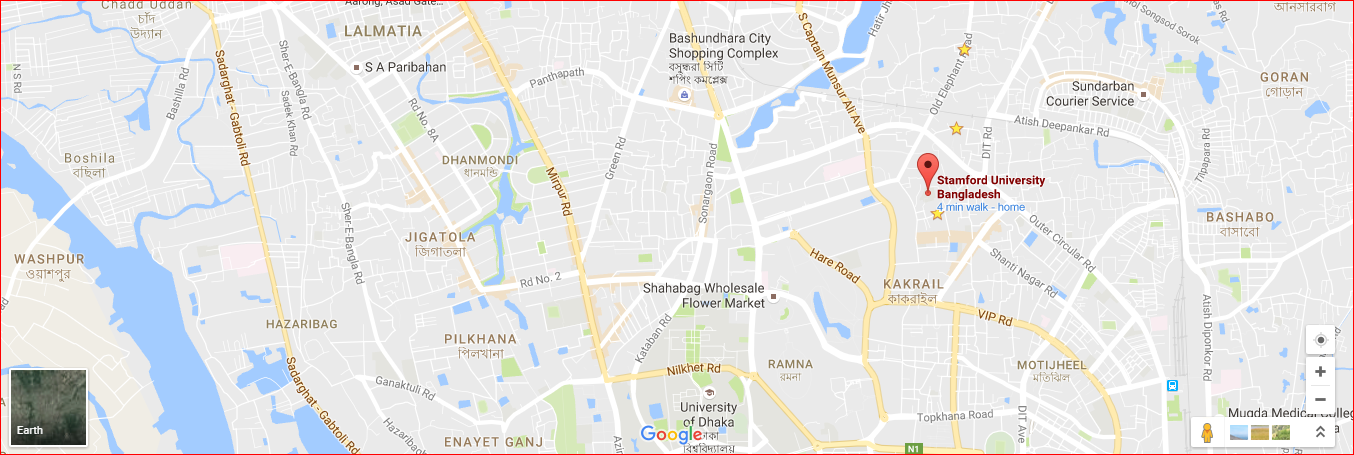 Chadd Uddan
চাঁদ
উদ্যান
Aarong, Asad Gate...
LALMATIA
S A Paribahan
Bashundhara City
Shopping Complex
বসুন্ধরা সিটি
শপিং কমপ্লেক্স
Panthapath
S Captain Munsur Ali Ave
Hatir Jh
Old Elephant Road
Songsod Sorok
আনসারবাগ
GORAN
গোড়ান
Sundarban
Courier Service
Atish Deepankar Rd
DIT Rd
Titpapara Rd
N S Rd
Bashilla Rd
Sadarghat - Gabtoli Rd
Sher-E-Bangla Rd
Sadek Khan Rd
Rd No. 8A
Boshila
বছিলা
DHANMONDI
ধানমন্ডি
Green Rd
Mirpur Rd
Sonargaon Road
Stamford University
Bangladesh
4 min walk - home
Outer Circular Rd
BASHABO
বাসাবো
Sher-E-Bangla Rd
JIGATOLA
জিগাতলা
WASHPUR
ওয়াশপুর
Rd No. 2
Hare Road
Shanti Nagar Rd
KAKRAIL
কাকরাইল
Shahabag Wholesale
Flower Market
VIP Rd
Atish Diponkor Rd
HAZARIBAG
PILKHANA
পিলখানা
Kataban Rd
Nilkhet Rd
RAMNA
রমনা
MOTIJHEEL
মতিঝিল
Ganaktuli Rd
Sadarghat - Gabtoli Rd
Hazaribag
University
of Dhaka
ঢাকা
বিশ্ববিদ্যালয়
Google
Topkhana Road
DIT Ave
Mugda Medical College
ENAYET GANJ
N1
Earth